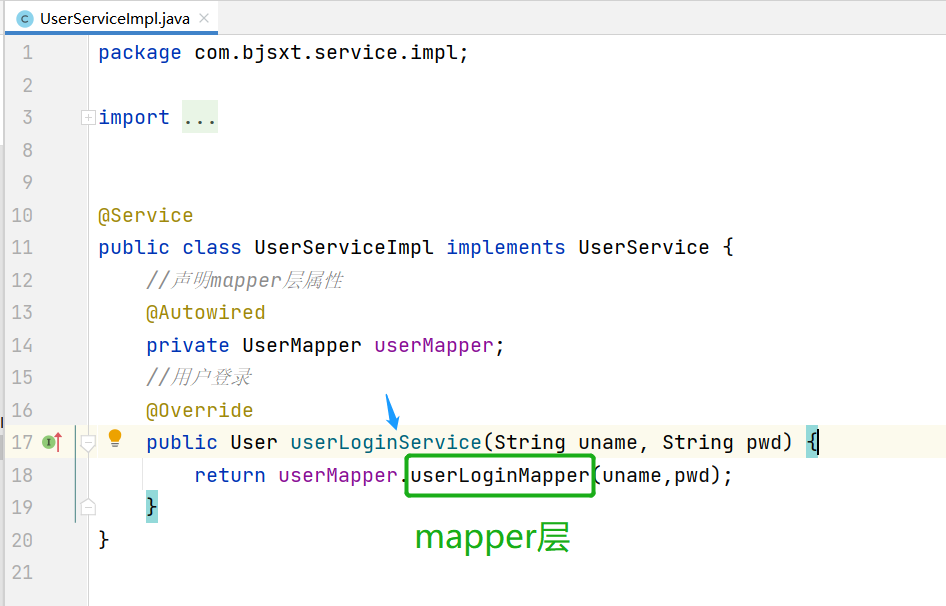 UserServiceImpl.java
1 package com.bjsxt.service.impl;
2
3 import ...
8
9
10 @Service
11 public class UserServiceImpl implements UserService {
12 //声明mapper层属性
13 @Autowired
14 private UserMapper userMapper;
15 //用户登录
16 @Override
17 public User userLoginService(String uname, String pwd) {
18 return userMapper.userLoginMapper(uname,pwd);
19 }
20 }
21
mapper层